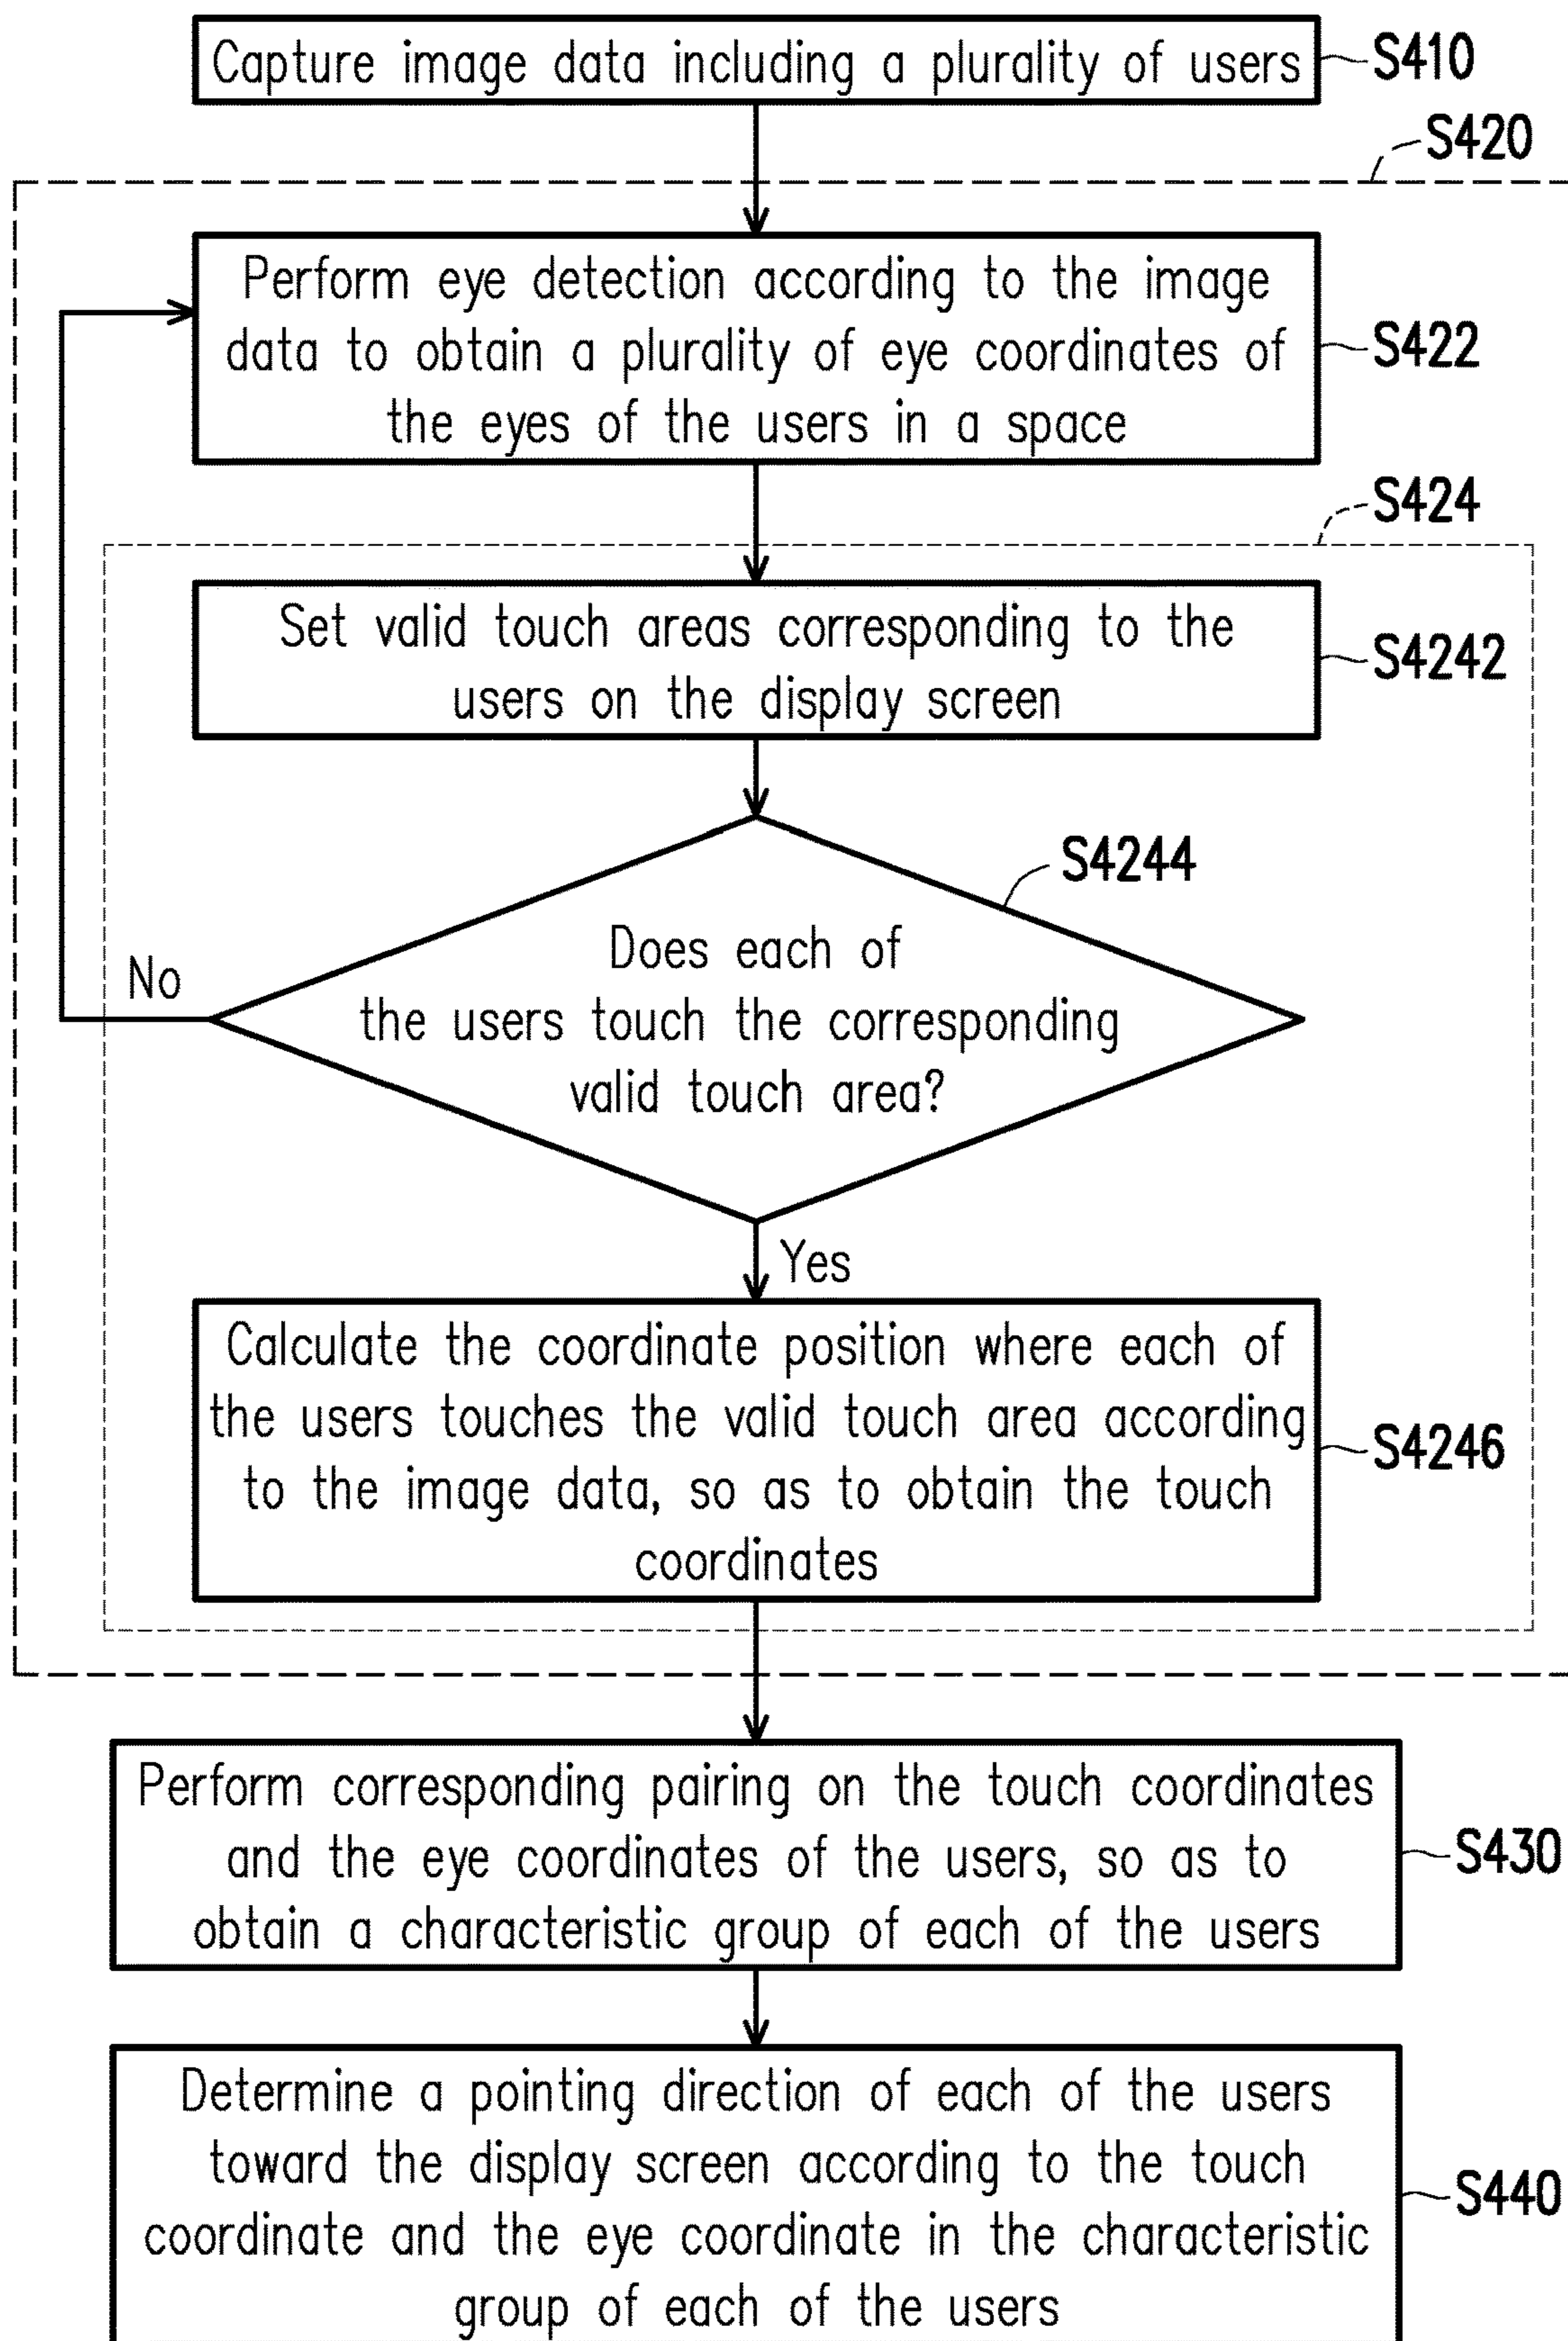 Capture image data including a plurality of users
S410
S420
Perform eye detection according to the image
data to obtain a plurality of eye coordinates of
the eyes of the users in a space
S422
S424
Set valid touch areas corresponding to the
users on the display screen
S4242
S4244
Does each of
the users touch the corresponding
valid touch area?
No
Yes
Calculate the coordinate position where each of
the users touches the valid touch area according
to the image data, so as to obtain the touch
coordinates
S4246
Perform corresponding pairing on the touch coordinates
and the eye coordinates of the users, so as to
obtain a characteristic group of each of the users
S430
Determine a pointing direction of each of the users
toward the display screen according to the touch
coordinate and the eye coordinate in the characteristic
group of each of the users
S440